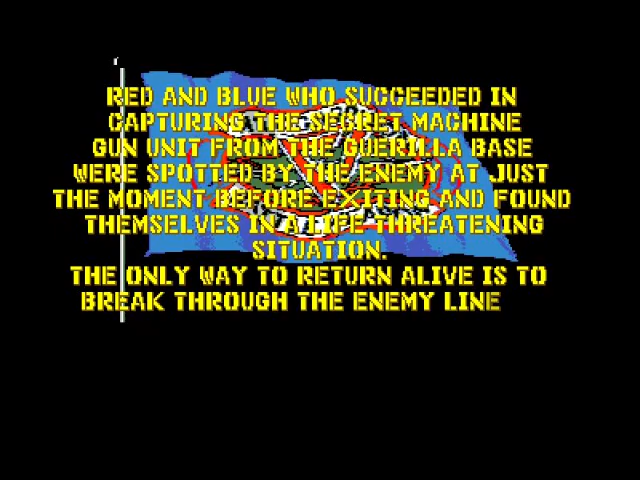 RED AND BLUE WHO SUCCEEDED IN
CAPTURING THE SECRET MACHINE
GUN UNIT FROM THE GUERILLA BASE
WERE SPOTTED BY THE ENEMY AT JUST
THE MOMENT BEFORE EXITING AND FOUND
THEMSELVES IN A LIFE THREATENING
SITUATION.
THE ONLY WAY TO RETURN ALIVE IS TO
BREAK THROUGH THE ENEMY LINE